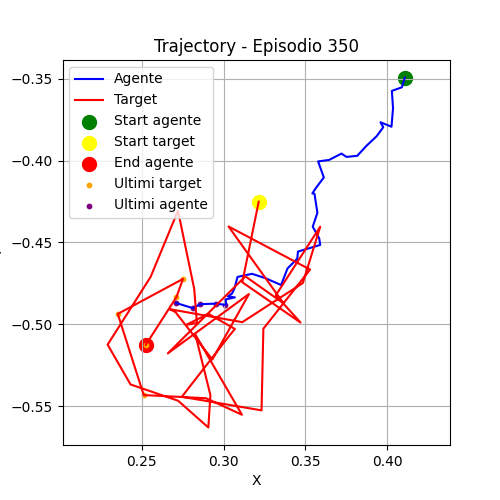 Trajectory - Episodio 350
Agente
Target
Start agente
Start target
End agente
Ultimi target
Ultimi agente
−0.35
−0.40
−0.45
−0.50
−0.55
0.25
0.30
0.35
0.40
X